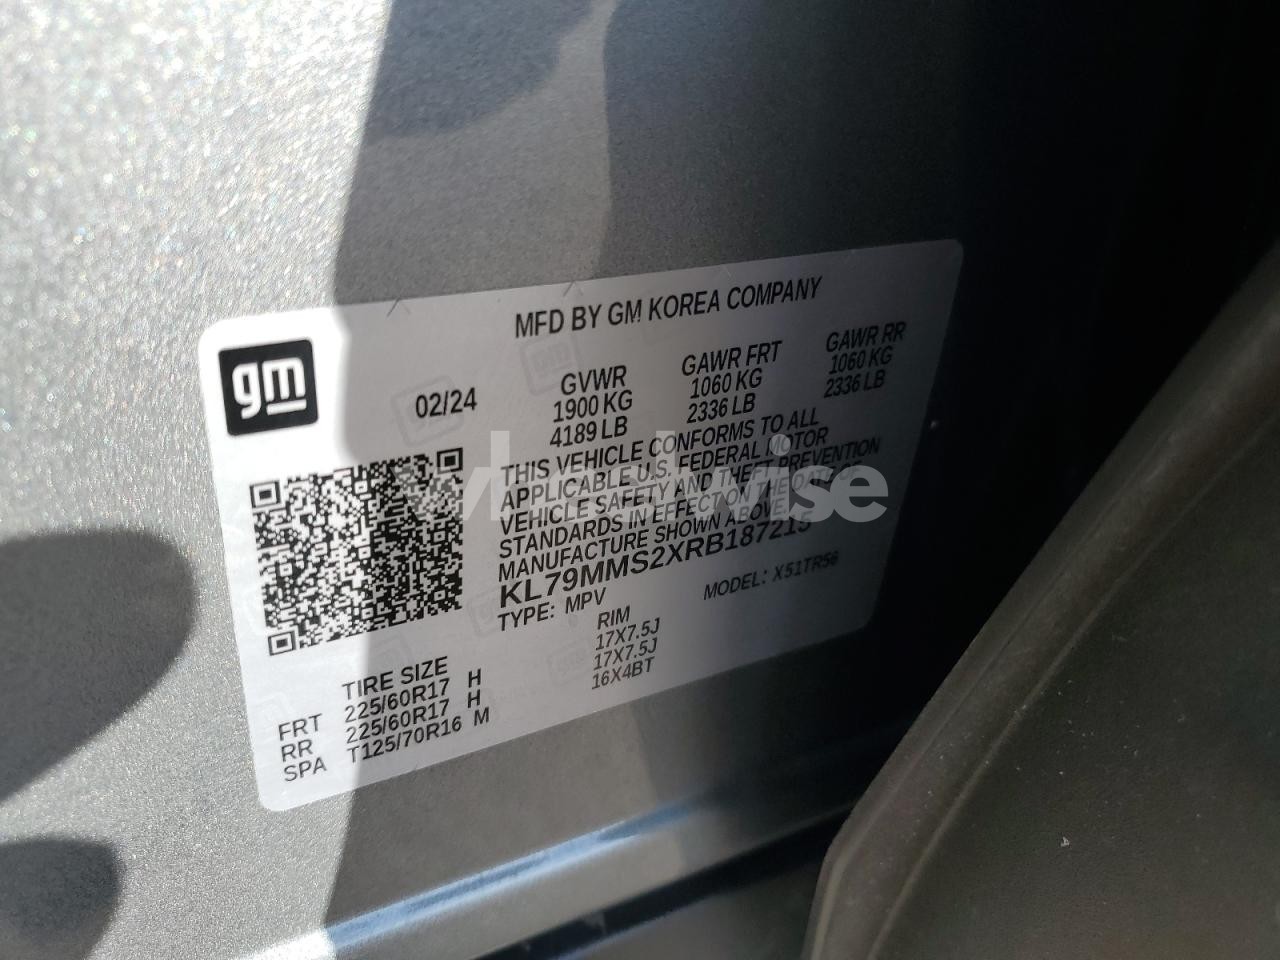 MFD BY GM KOREA COMPANY
gm
02/24
GVWR GAWR FRT GAWR RR
1900 KG 1060 KG 1060 KG
4189 LB 2336 LB 2336 LB
THIS VEHICLE CONFORMS TO ALL
APPLICABLE U.S. FEDERAL MOTOR
VEHICLE SAFETY AND THEFT PREVENTION
STANDARDS IN EFFECT ON THE DATE OF
MANUFACTURE SHOWN ABOVE.
KL79MMS2XRB187215
TYPE: MPV MODEL: X51TR56
TIRE SIZE RIM
FRT 225/60R17 H 17X7.5J
RR 225/60R17 H 17X7.5J
SPA T125/70R16 M 16X4BT